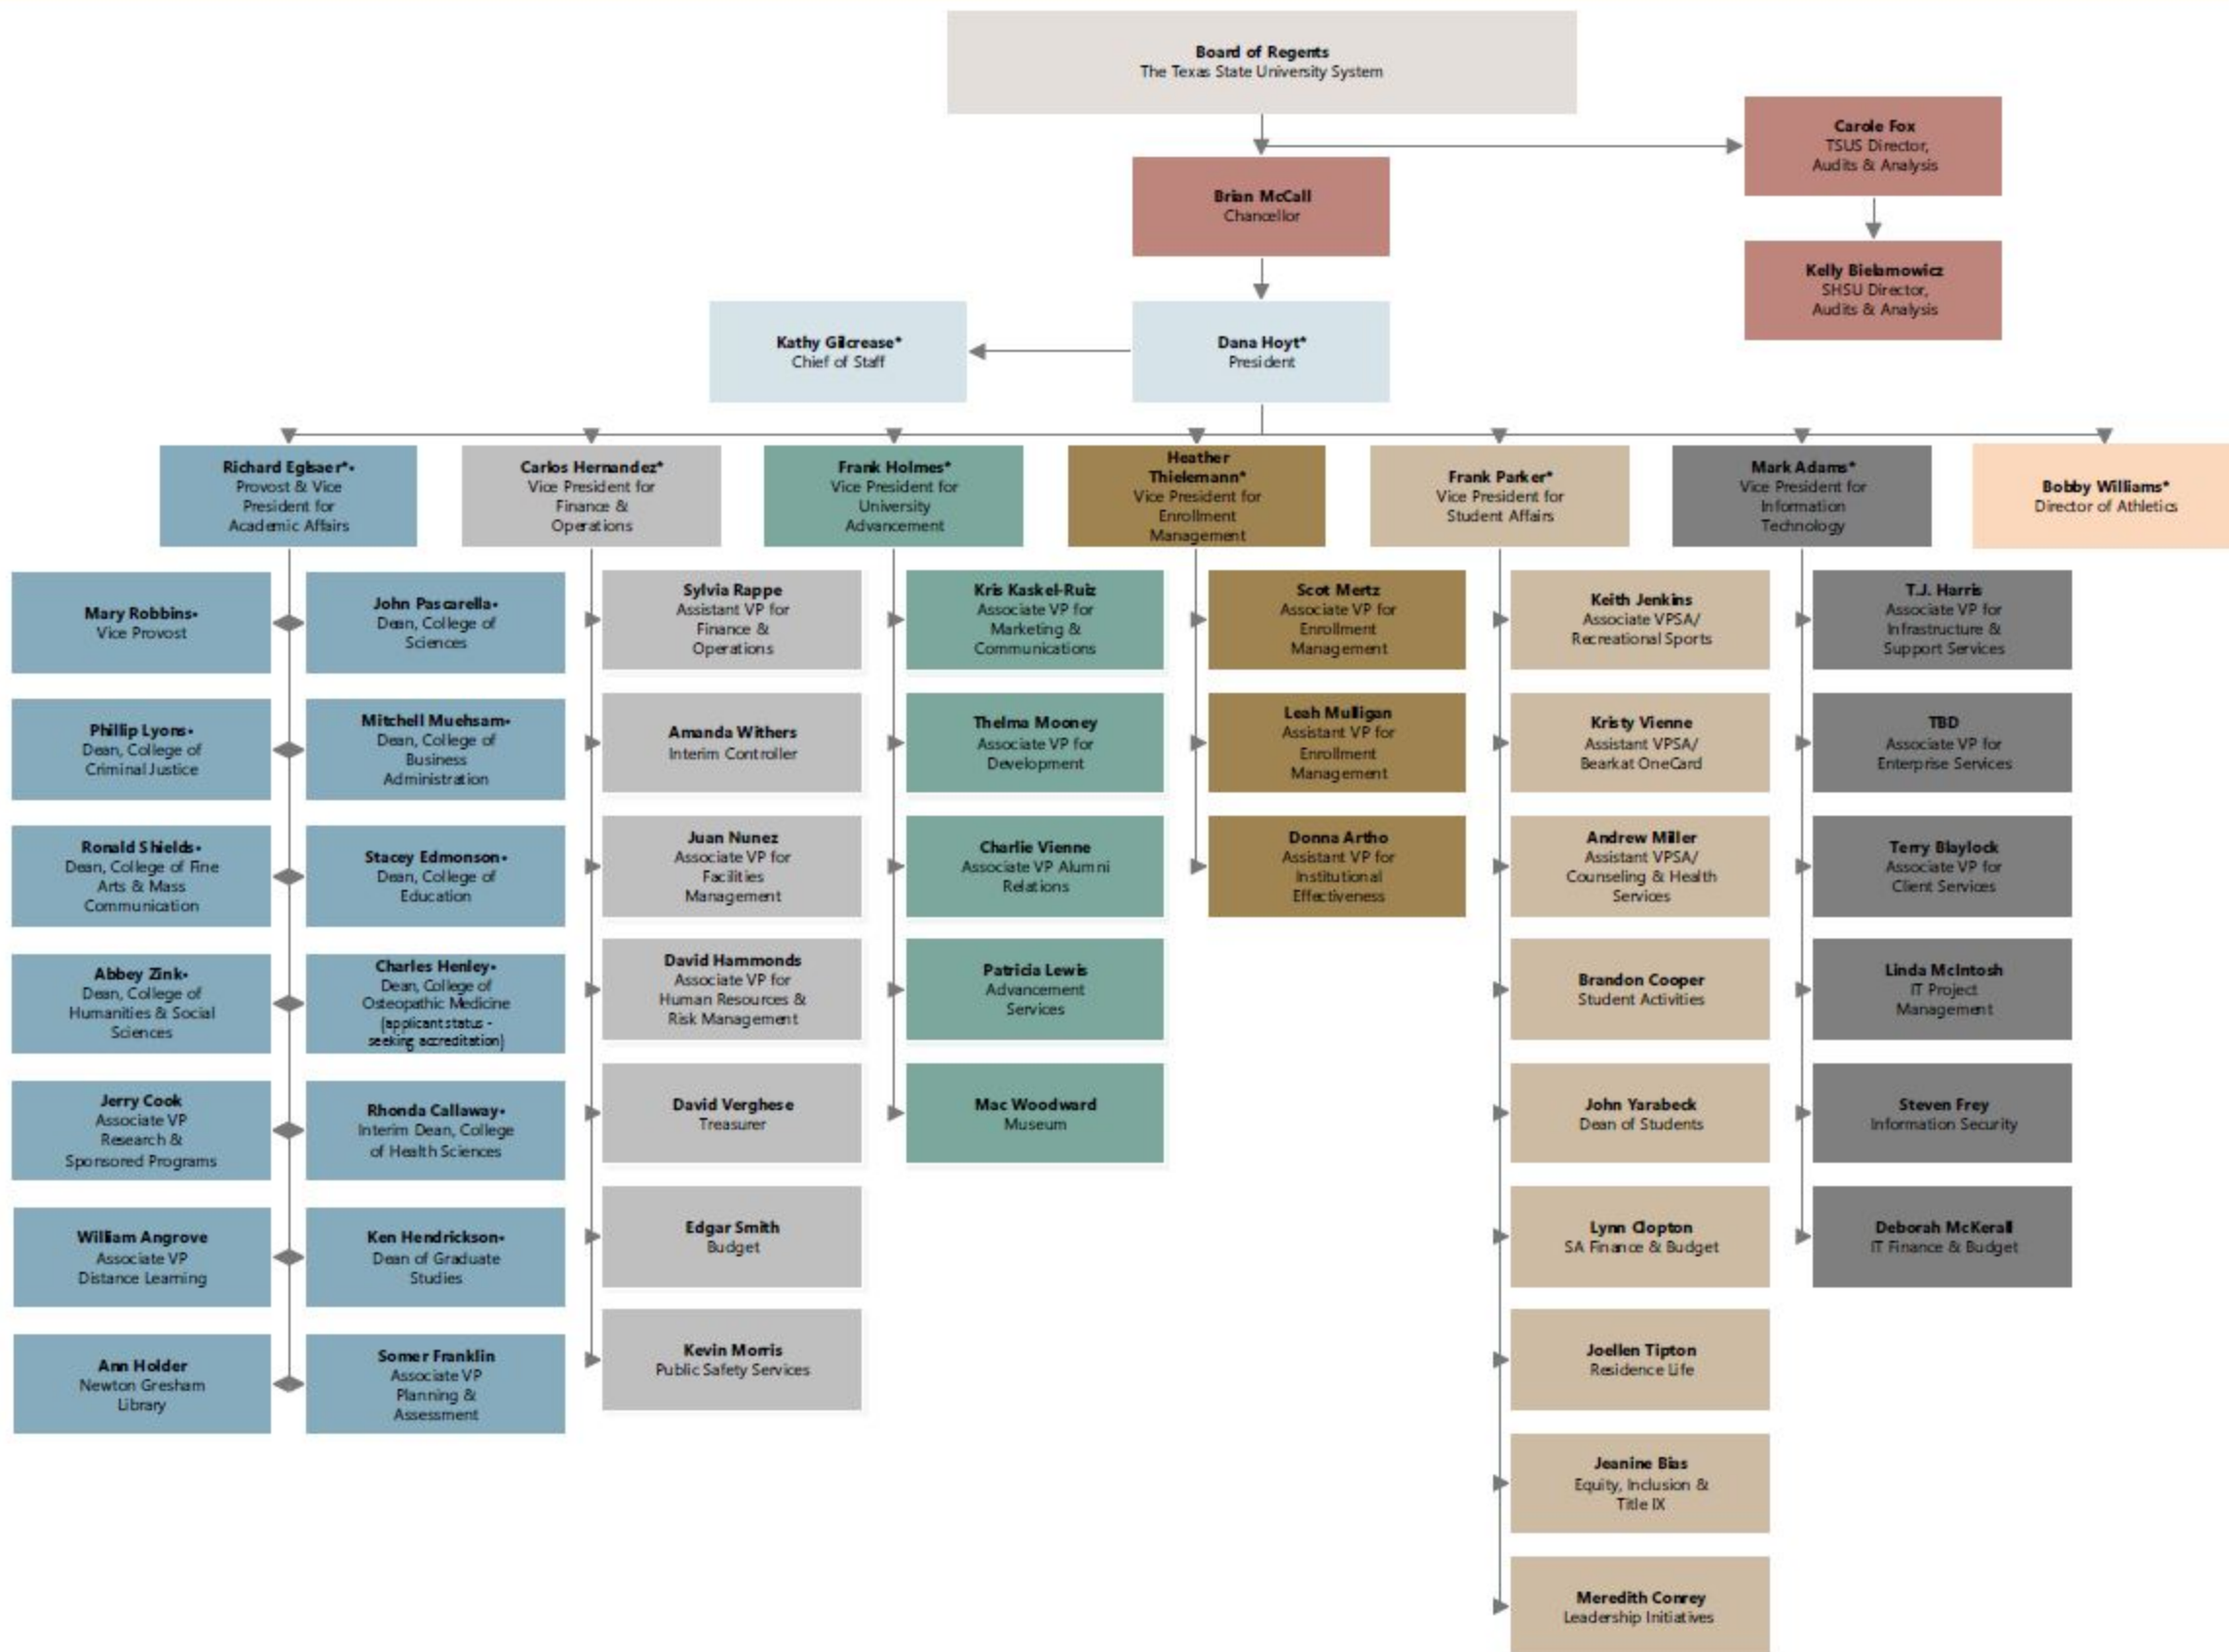 Board of Regents
The Texas State University System
Carole Fox
TSUS Director,
Audits & Analysis
Brian McCall
Chancellor
Kelly Bielamowicz
SHSU Director,
Audits & Analysis
Kathy Gilcrease*
Chief of Staff
Dana Hoyt*
President
Richard Eglsaer*•
Provost & Vice
President for
Academic Affairs
Carlos Hernandez*
Vice President for
Finance &
Operations
Frank Holmes*
Vice President for
University
Advancement
Heather
Thielemann*
Vice President for
Enrollment
Management
Frank Parker*
Vice President for
Student Affairs
Mark Adams*
Vice President for
Information
Technology
Bobby Williams*
Director of Athletics
Mary Robbins•
Vice Provost
John Pascarella•
Dean, College of
Sciences
Phillip Lyons•
Dean, College of
Criminal Justice
Mitchell Muehsam•
Dean, College of
Business
Administration
Ronald Shields•
Dean, College of Fine
Arts & Mass
Communication
Stacey Edmonson•
Dean, College of
Education
Abbey Zink•
Dean, College of
Humanities & Social
Sciences
Charles Henley•
Dean, College of
Osteopathic Medicine
(applicant status -
seeking accreditation)
Jerry Cook
Associate VP
Research &
Sponsored Programs
Rhonda Callaway•
Interim Dean, College
of Health Sciences
William Angrove
Associate VP
Distance Learning
Ken Hendrickson•
Dean of Graduate
Studies
Ann Holder
Newton Gresham
Library
Somer Franklin
Associate VP
Planning &
Assessment
Sylvia Rappe
Assistant VP for
Finance &
Operations
Amanda Withers
Interim Controller
Juan Nunez
Associate VP for
Facilities
Management
David Hammonds
Associate VP for
Human Resources &
Risk Management
David Verghese
Treasurer
Edgar Smith
Budget
Kevin Morris
Public Safety Services
Kris Kaskel-Ruiz
Associate VP for
Marketing &
Communications
Thelma Mooney
Associate VP for
Development
Charlie Vienne
Associate VP Alumni
Relations
Patricia Lewis
Advancement
Services
Mac Woodward
Museum
Scot Mertz
Associate VP for
Enrollment
Management
Leah Mulligan
Assistant VP for
Enrollment
Management
Donna Artho
Assistant VP for
Institutional
Effectiveness
Keith Jenkins
Associate VPSA/
Recreational Sports
Kristy Vienne
Assistant VPSA/
Bearkat OneCard
Andrew Miller
Assistant VPSA/
Counseling & Health
Services
Brandon Cooper
Student Activities
John Yarabeck
Dean of Students
Lynn Clopton
SA Finance & Budget
Joellen Tipton
Residence Life
Jeanine Bias
Equity, Inclusion &
Title IX
Meredith Conrey
Leadership Initiatives
T.J. Harris
Associate VP for
Infrastructure &
Support Services
TBD
Associate VP for
Enterprise Services
Terry Blaylock
Associate VP for
Client Services
Linda McIntosh
IT Project
Management
Steven Frey
Information Security
Deborah McKerall
IT Finance & Budget